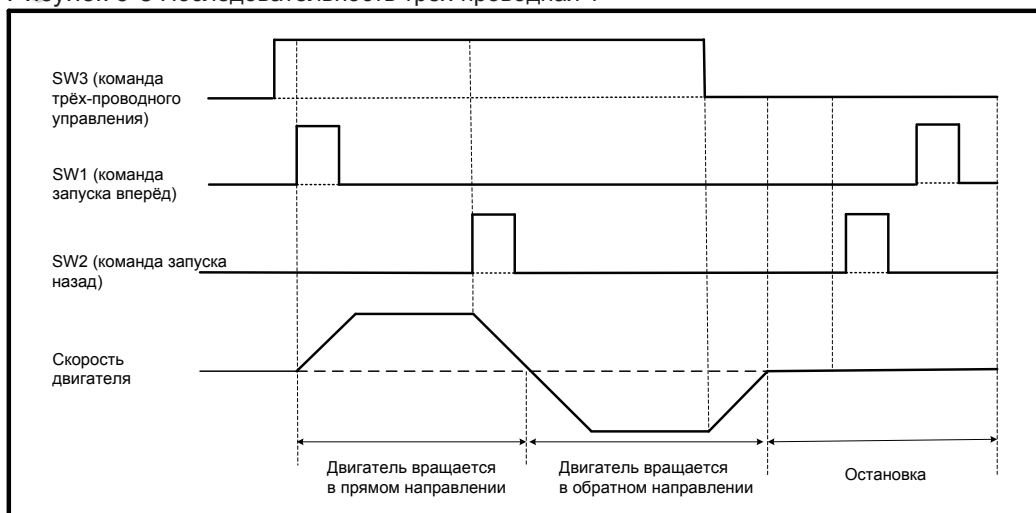 SW3 (команда
трёх-проводного
управления)
SW1 (команда
запуска вперёд)
SW2 (команда запуска
назад)
Скорость
двигателя
Двигатель вращается
в прямом направлении
Двигатель вращается
в обратном направлении
Остановка